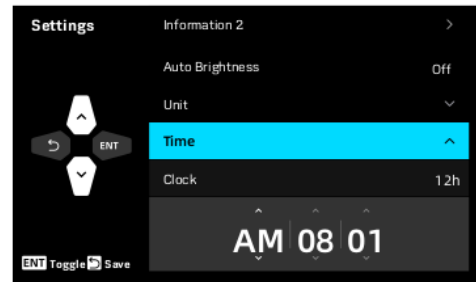 Settings
Information 2
Auto Brightness Off
Unit
ENT
Time
Clock 12h
AM 08 01
ENT Toggle Save